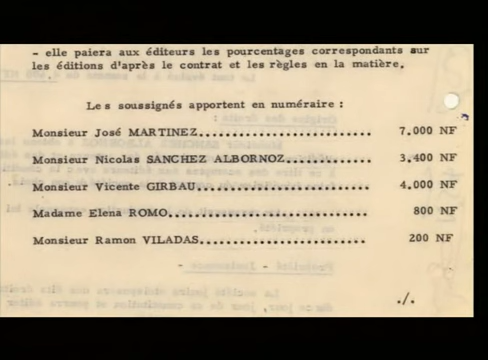 - elle paiera aux éditeurs les pourcentages correspondants sur
les éditions d'après le contrat et les règles en la matière.
Les soussignés apportent en numéraire :
Monsieur José MARTINEZ........................ 7.000 NF
Monsieur Nicolas SANCHEZ ALBORNOZ............. 3.400 NF
Monsieur Vicente GIRBAU....................... 4.000 NF
Madame Elena ROMO............................. 800 NF
Monsieur Ramon VILADAS........................ 200 NF
./.